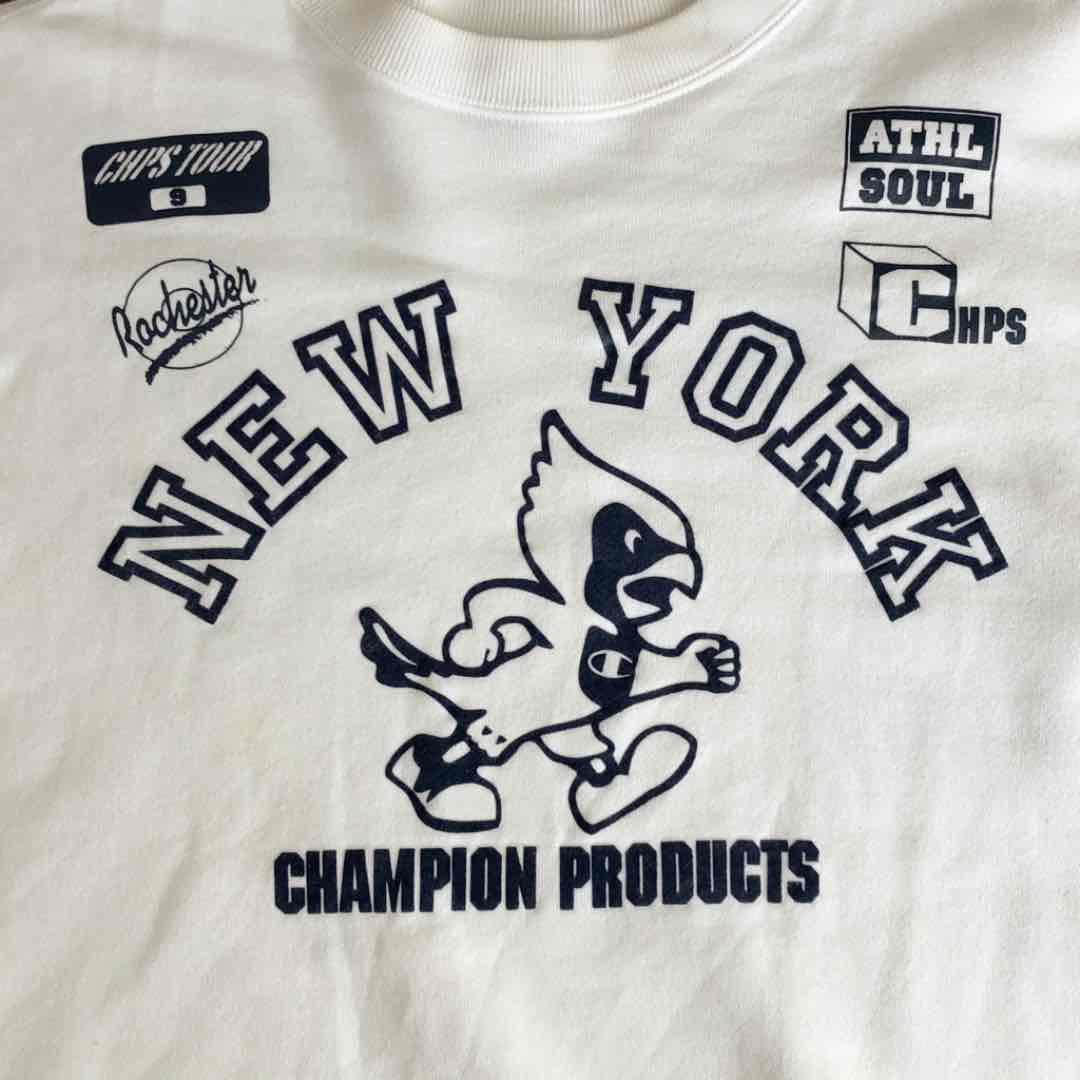 CHPS TOUR
9
Rochester
ATHL
SOUL
CHPS
NEW YORK
CHAMPION PRODUCTS